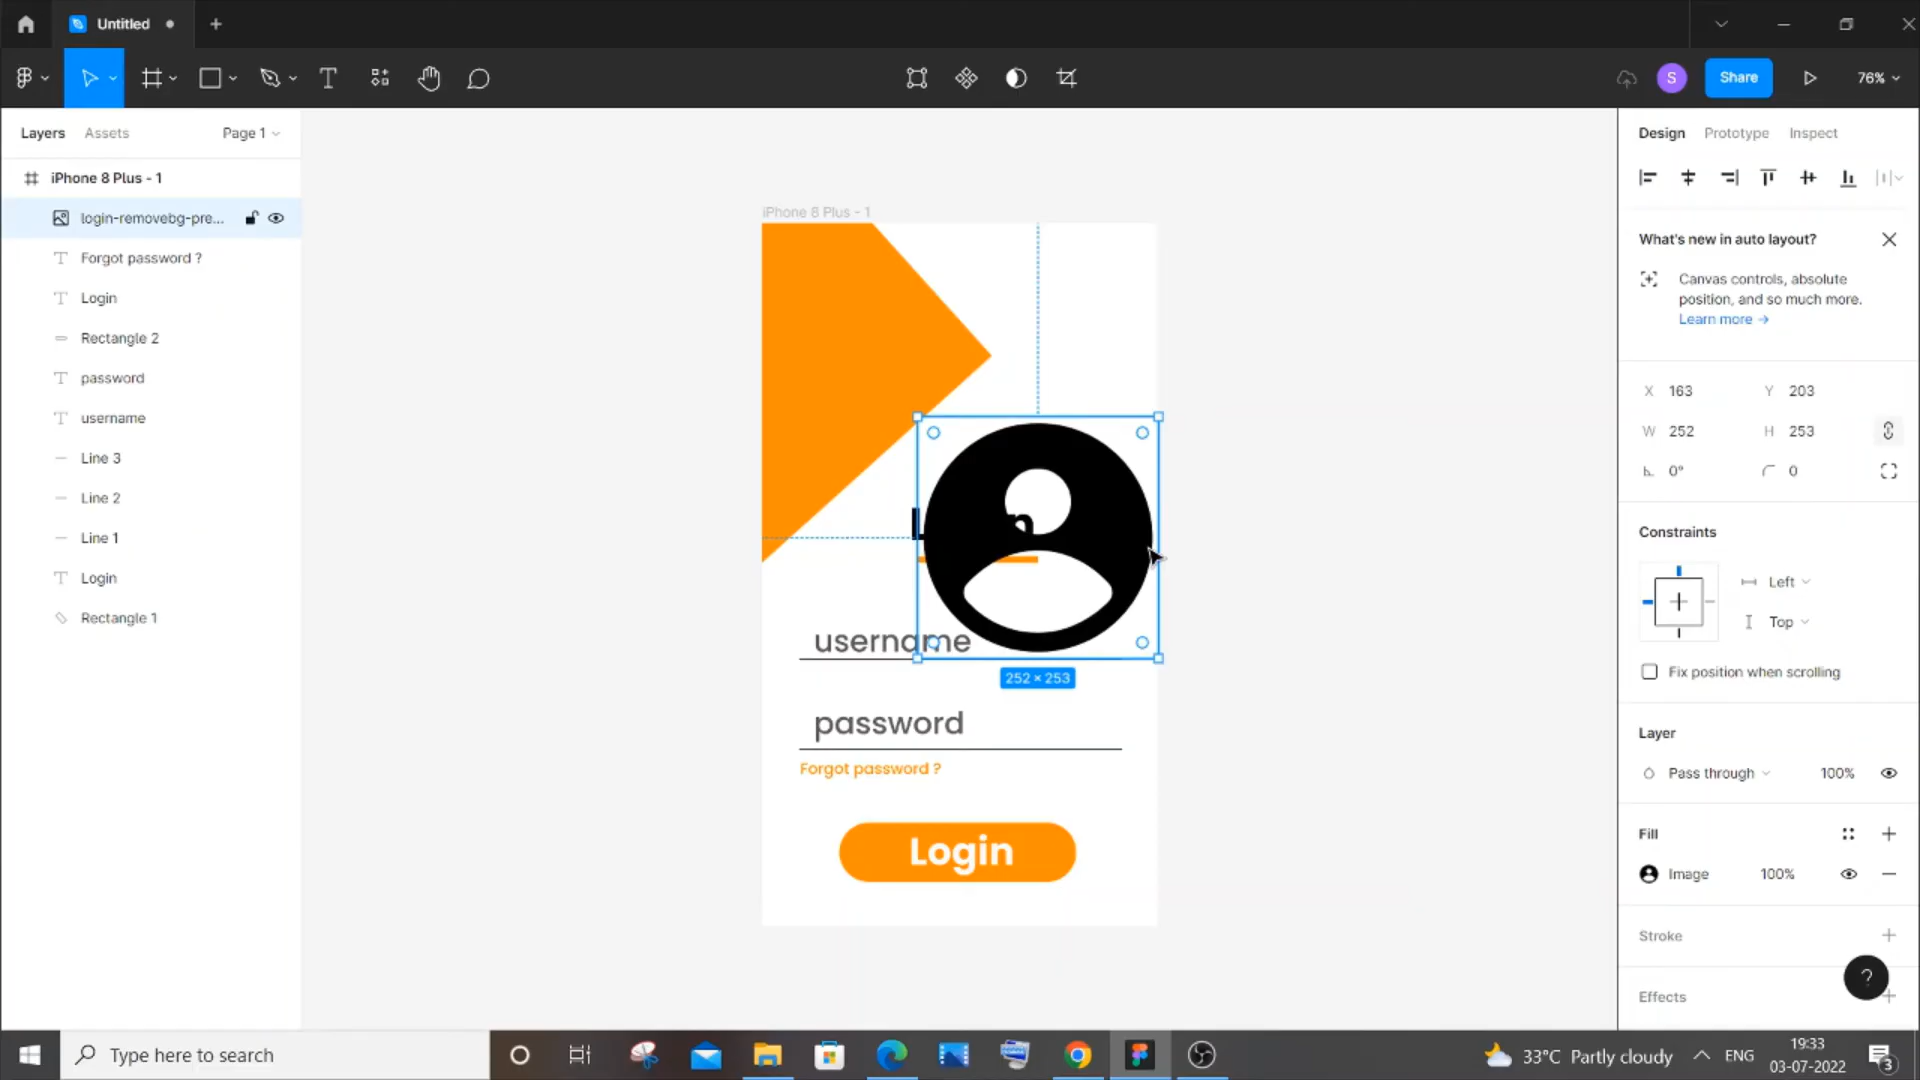 Untitled
S
Share
76%
Layers
Assets
Page 1
Design
Prototype
Inspect
iPhone 8 Plus - 1
login-removebg-pre...
Forgot password ?
Login
Rectangle 2
password
username
Line 3
Line 2
Line 1
Login
Rectangle 1
iPhone 8 Plus - 1
username
252 × 253
password
Forgot password ?
Login
What's new in auto layout?
Canvas controls, absolute
position, and so much more.
Learn more →
X 163
Y 203
W 252
H 253
0°
0
Constraints
Left
Top
Fix position when scrolling
Layer
Pass through
100%
Fill
Image
100%
Stroke
?
Effects
Type here to search
33°C Partly cloudy
ENG
19:33
03-07-2022
3